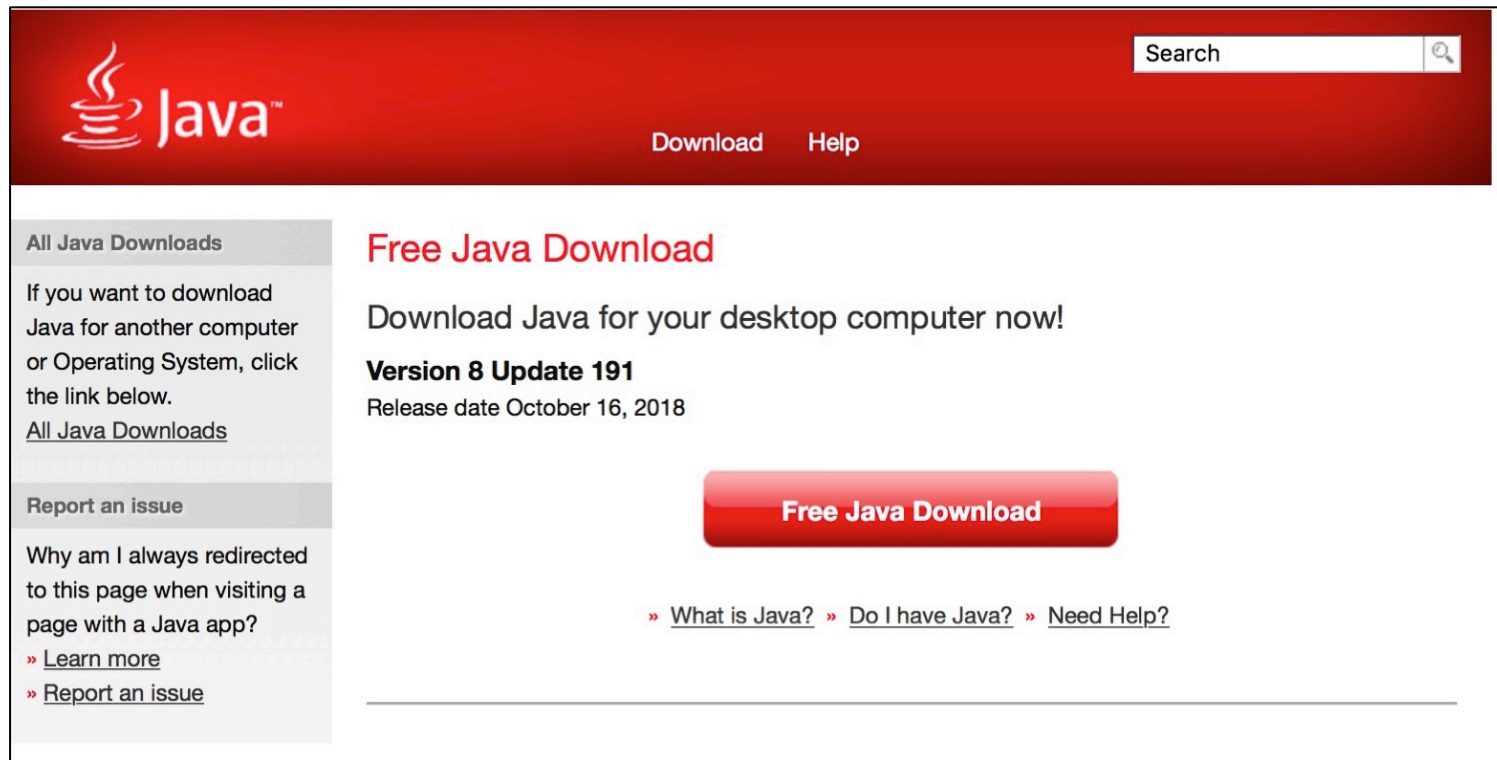 Java™
Search
Download Help
All Java Downloads
If you want to download
Java for another computer
or Operating System, click
the link below.
All Java Downloads
Report an issue
Why am I always redirected
to this page when visiting a
page with a Java app?
» Learn more
» Report an issue
Free Java Download
Download Java for your desktop computer now!
Version 8 Update 191
Release date October 16, 2018
Free Java Download
» What is Java? » Do I have Java? » Need Help?